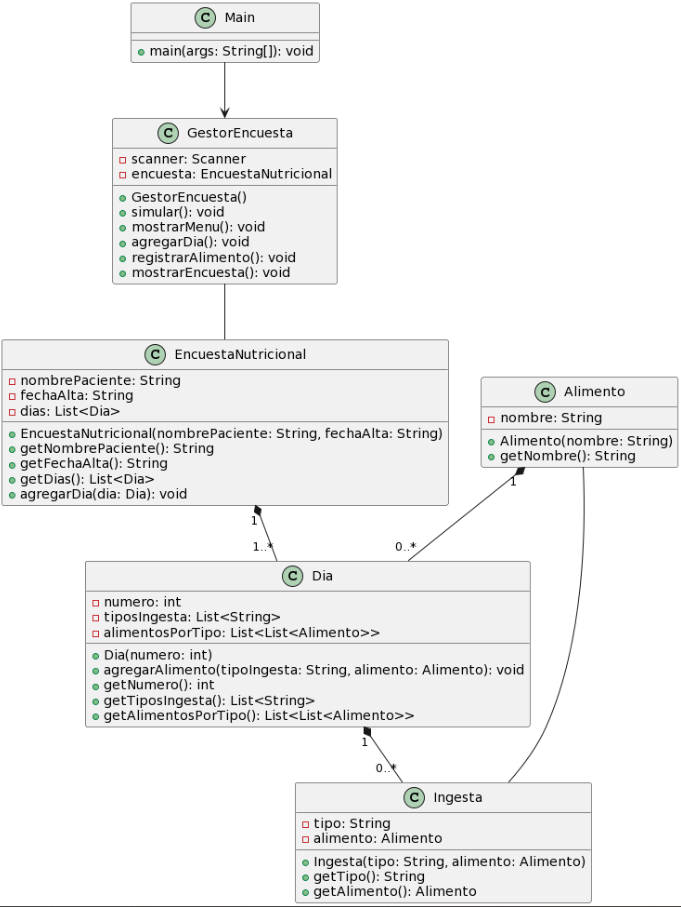 C Main
main(args: String[]): void
C GestorEncuesta
scanner: Scanner
encuesta: EncuestaNutricional
GestorEncuesta()
simular(): void
mostrarMenu(): void
agregarDia(): void
registrarAlimento(): void
mostrarEncuesta(): void
C EncuestaNutricional
nombrePaciente: String
fechaAlta: String
dias: List<Dia>
EncuestaNutricional(nombrePaciente: String, fechaAlta: String)
getNombrePaciente(): String
getFechaAlta(): String
getDias(): List<Dia>
agregarDia(dia: Dia): void
C Alimento
nombre: String
Alimento(nombre: String)
getNombre(): String
1
1..*
1
0..*
C Dia
numero: int
tiposIngesta: List<String>
alimentosPorTipo: List<List<Alimento>>
Dia(numero: int)
agregarAlimento(tipoIngesta: String, alimento: Alimento): void
getNumero(): int
getTiposIngesta(): List<String>
getAlimentosPorTipo(): List<List<Alimento>>
1
0..*
C Ingesta
tipo: String
alimento: Alimento
Ingesta(tipo: String, alimento: Alimento)
getTipo(): String
getAlimento(): Alimento